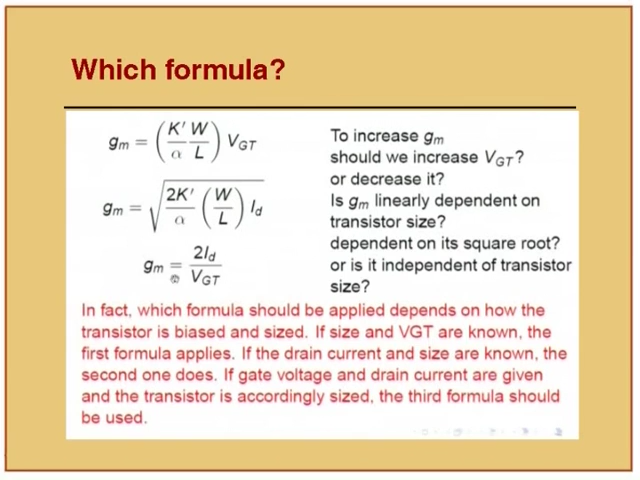 Which formula?
gm = (K' W / α L) VGT
gm = √(2K'/α (W/L) Id)
gm = 2Id / VGT
To increase gm
should we increase VGT?
or decrease it?
Is gm linearly dependent on
transistor size?
dependent on its square root?
or is it independent of transistor
size?
In fact, which formula should be applied depends on how the
transistor is biased and sized. If size and VGT are known, the
first formula applies. If the drain current and size are known, the
second one does. If gate voltage and drain current are given
and the transistor is accordingly sized, the third formula should
be used.